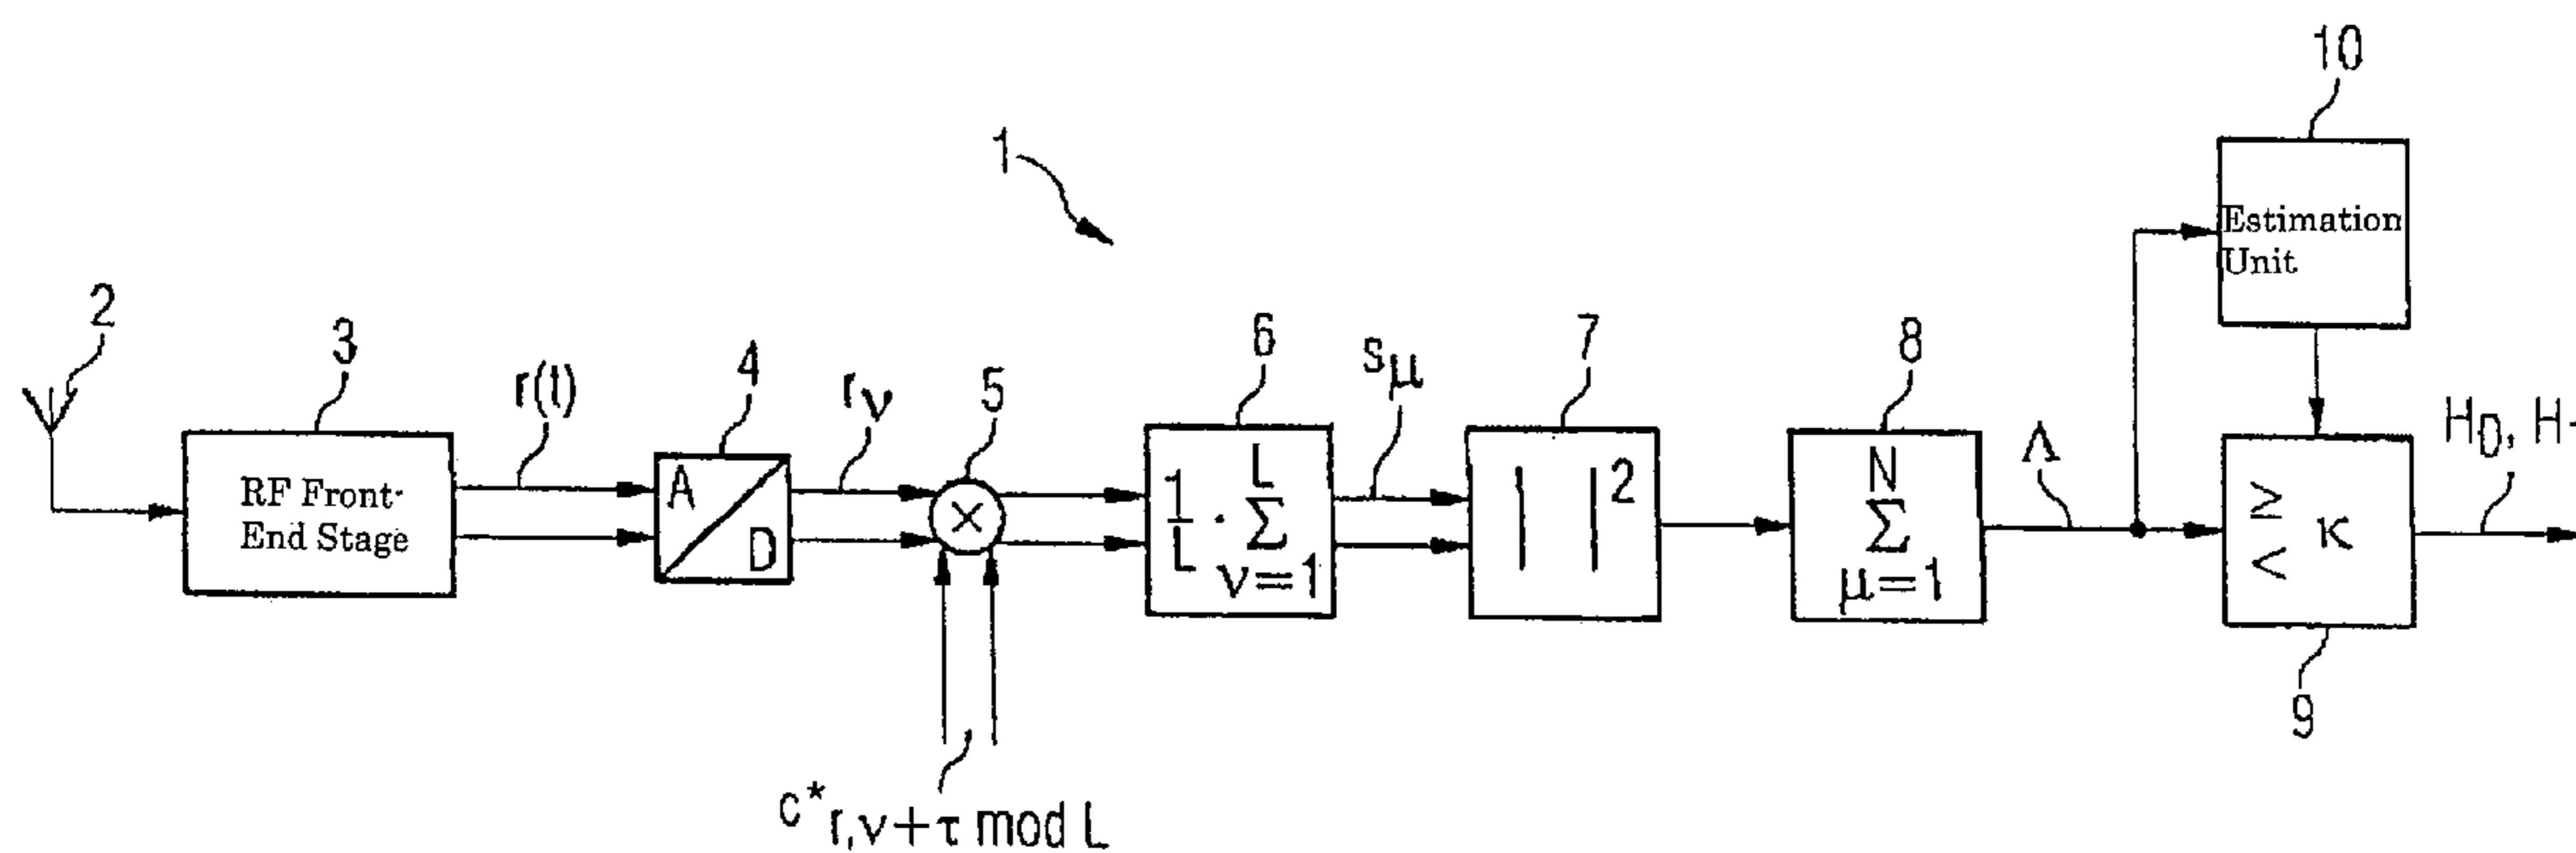 10
1
2
3
r(t)
4
rν
5
6
sμ
7
8
Λ
Estimation
Unit
RF Front-
End Stage
A
D
×
1/L · Σ L ν=1
| |²
N
Σ
μ=1
≥
<
κ
H0, H
9
c*r,ν+τ mod L